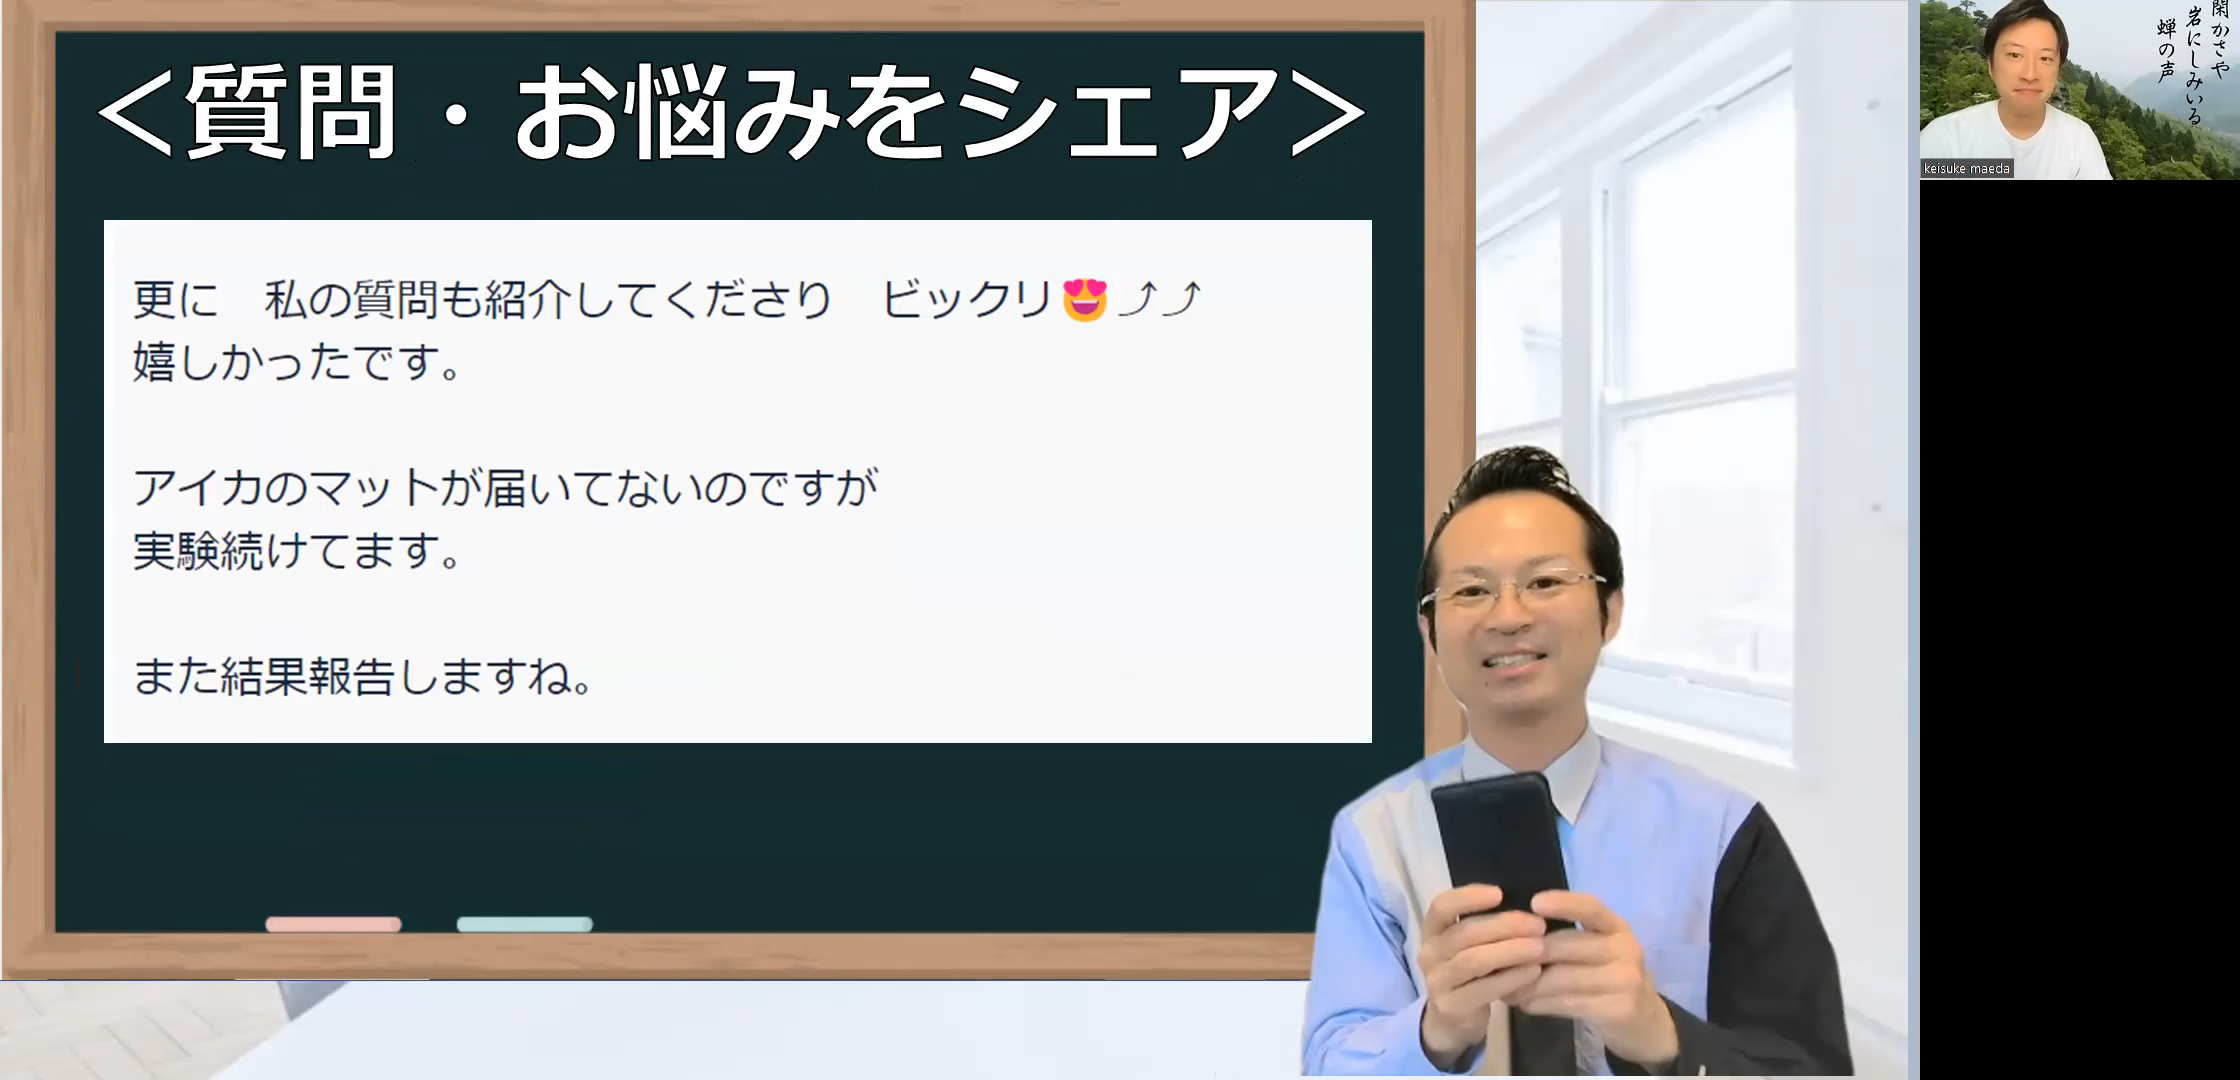 ＜質問・お悩みをシェア＞
更に　私の質問も紹介してくださり　ビックリ😍⤴⤴
嬉しかったです。
アイカのマットが届いてないのですが
実験続けてます。
また結果報告しますね。
閑かさや
岩にしみいる
蝉の声
keisuke maeda